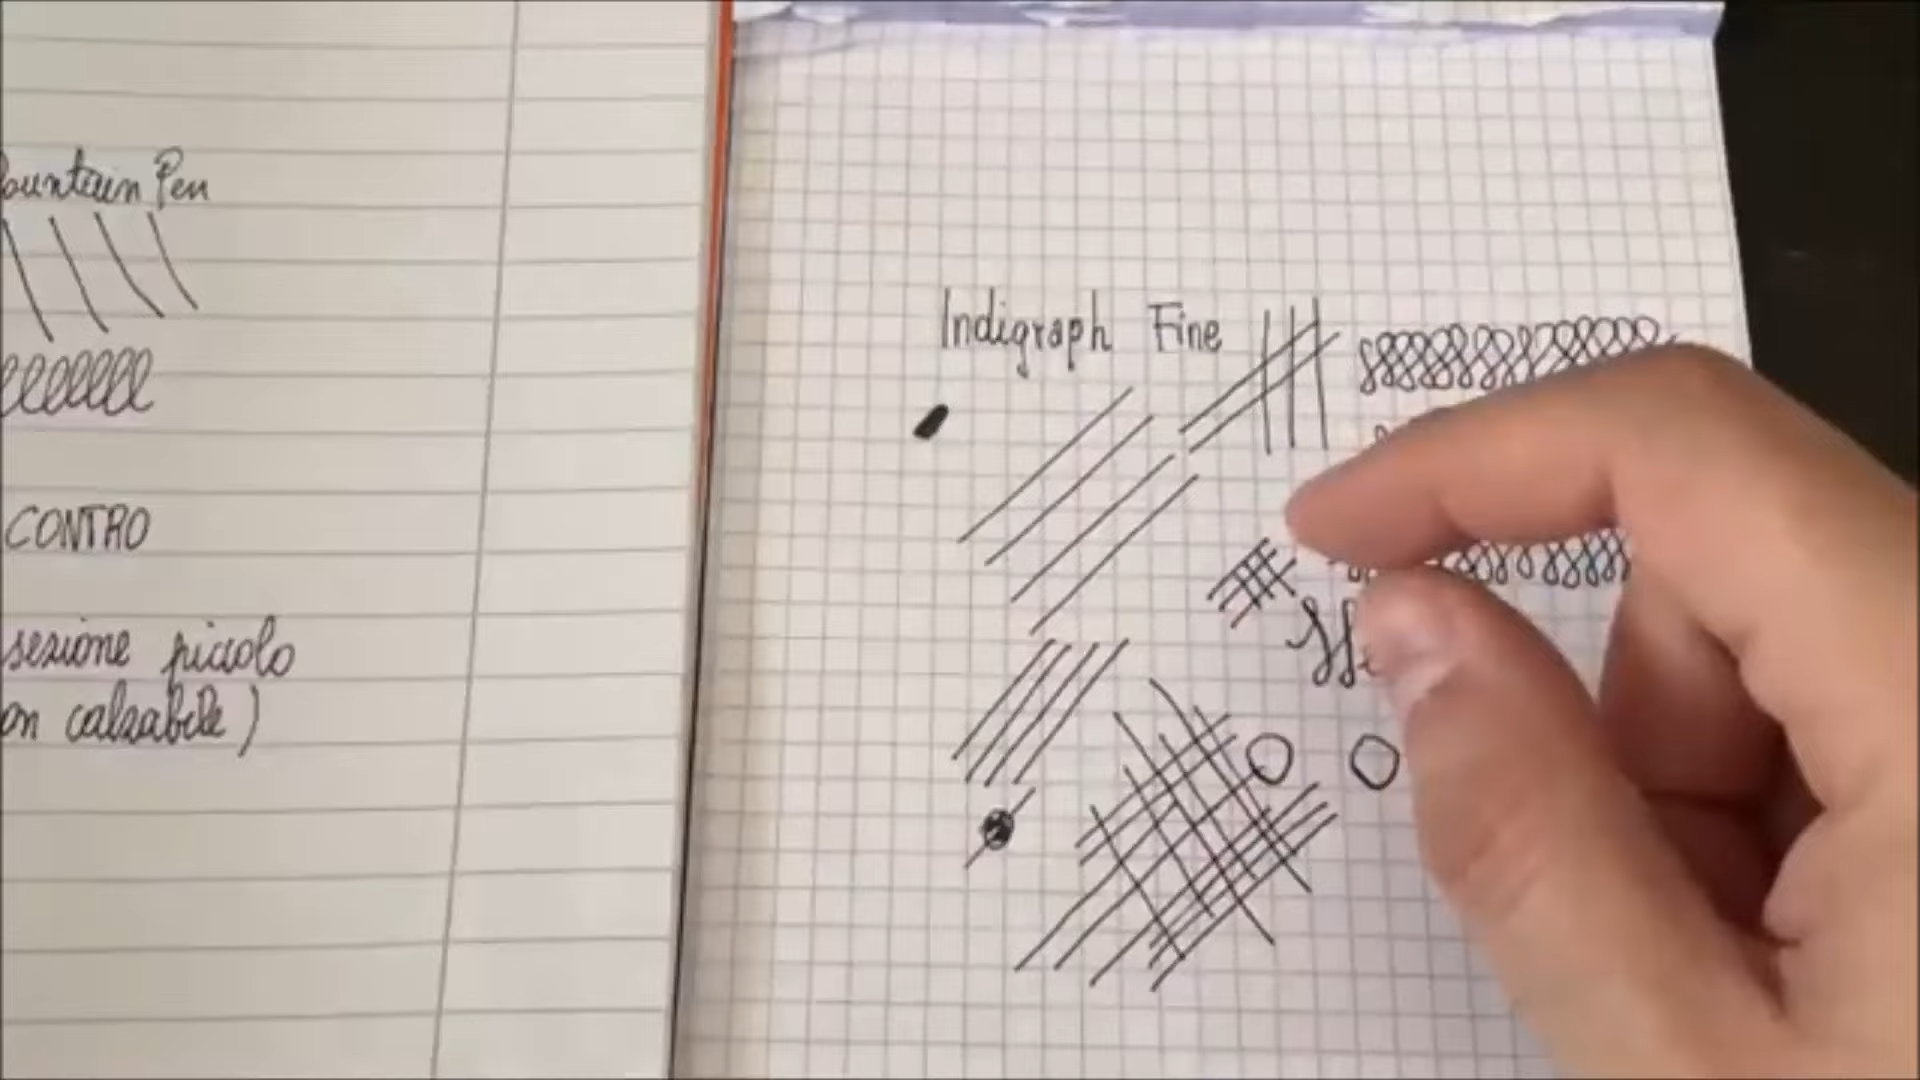 ountain Pen
CONTRO
sezione piccolo
on calzabile)
Indigraph Fine